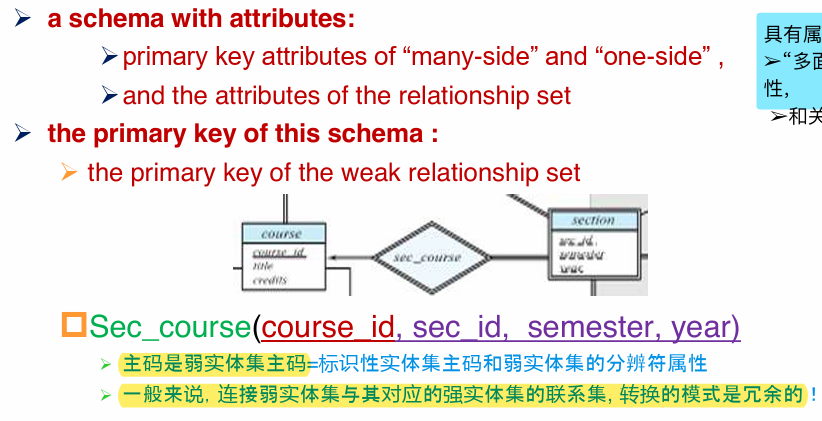 ➢ a schema with attributes:
➢primary key attributes of “many-side” and “one-side” ,
➢and the attributes of the relationship set
➢ the primary key of this schema :
➢ the primary key of the weak relationship set
具有属
➢“多面
性,
➢和关
course
course_id
title
credits
sec_course
section
sec_id
semester
year
Sec_course(course_id, sec_id, semester, year)
➢ 主码是弱实体集主码=标识性实体集主码和弱实体集的分辨符属性
➢ 一般来说, 连接弱实体集与其对应的强实体集的联系集, 转换的模式是冗余的！